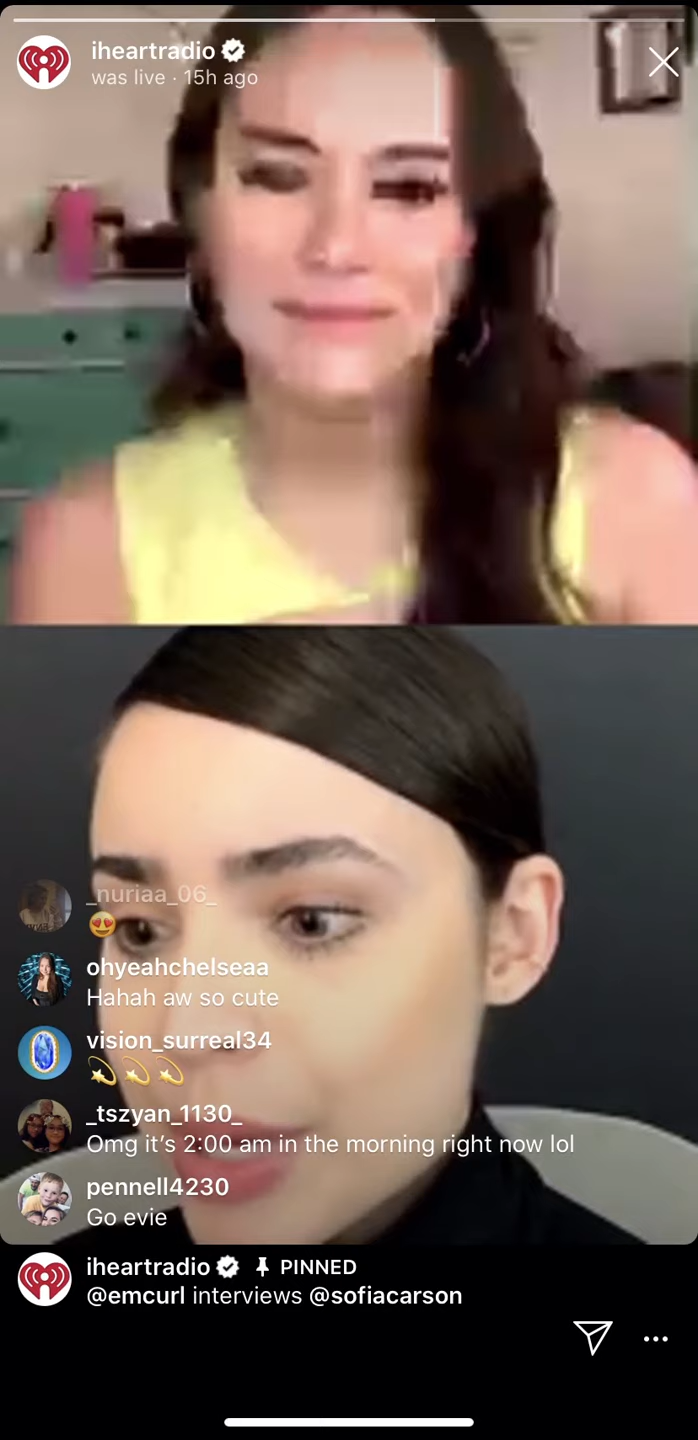 iheartradio
was live · 15h ago
_nuriaa_06_
😍
ohyeahchelseaa
Hahah aw so cute
vision_surreal34
💫💫💫
_tszyan_1130_
Omg it’s 2:00 am in the morning right now lol
pennell4230
Go evie
iheartradio PINNED
@emcurl interviews @sofiacarson